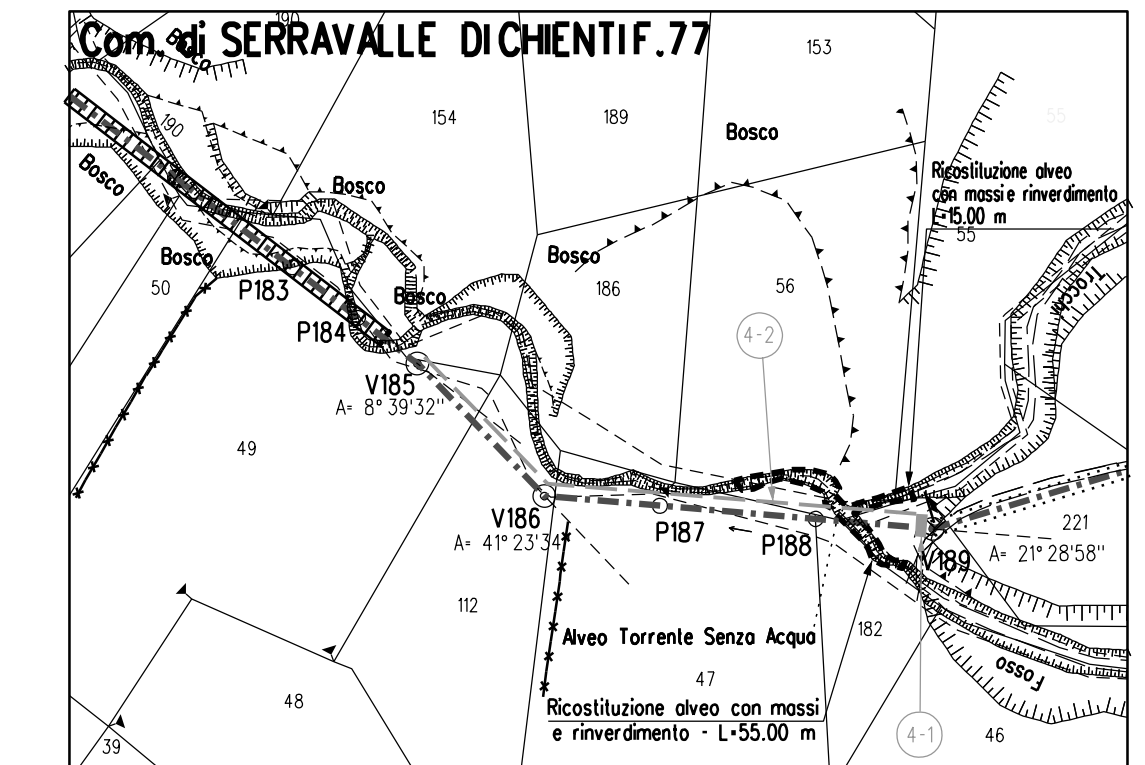 190
Com. di SERRAVALLE DI CHIENTI F.77
Bosco
153
55
154
189
190
Bosco
Ricostituzione alveo
con massi e rinverdimento
L=15.00 m
Bosco
Bosco
55
Bosco
Bosco
50
P183
Bosco
186
56
Trocchi
P184
4-2
V185
A= 8° 39'32''
49
V186
A= 41° 23'34''
P187
P188
221
V189
A= 21° 28'58''
112
182
Alveo Torrente Senza Acqua
Fosso
47
48
Ricostituzione alveo con massi
e rinverdimento - L=55.00 m
39
4-1
46